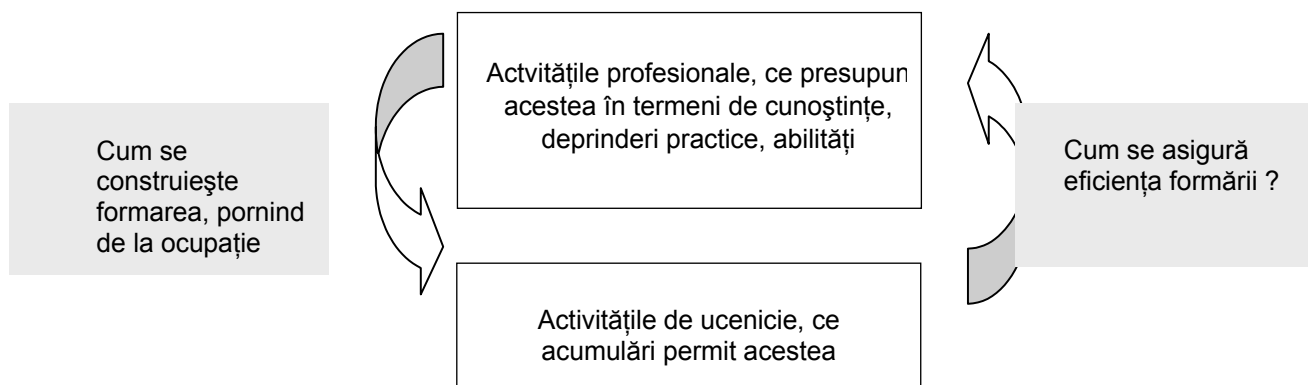 Actvitățile profesionale, ce presupun
acestea în termeni de cunoştințe,
deprinderi practice, abilități
Cum se
construieşte
formarea, pornind
de la ocupație
Cum se asigură
eficiența formării ?
Activitățile de ucenicie, ce
acumulări permit acestea